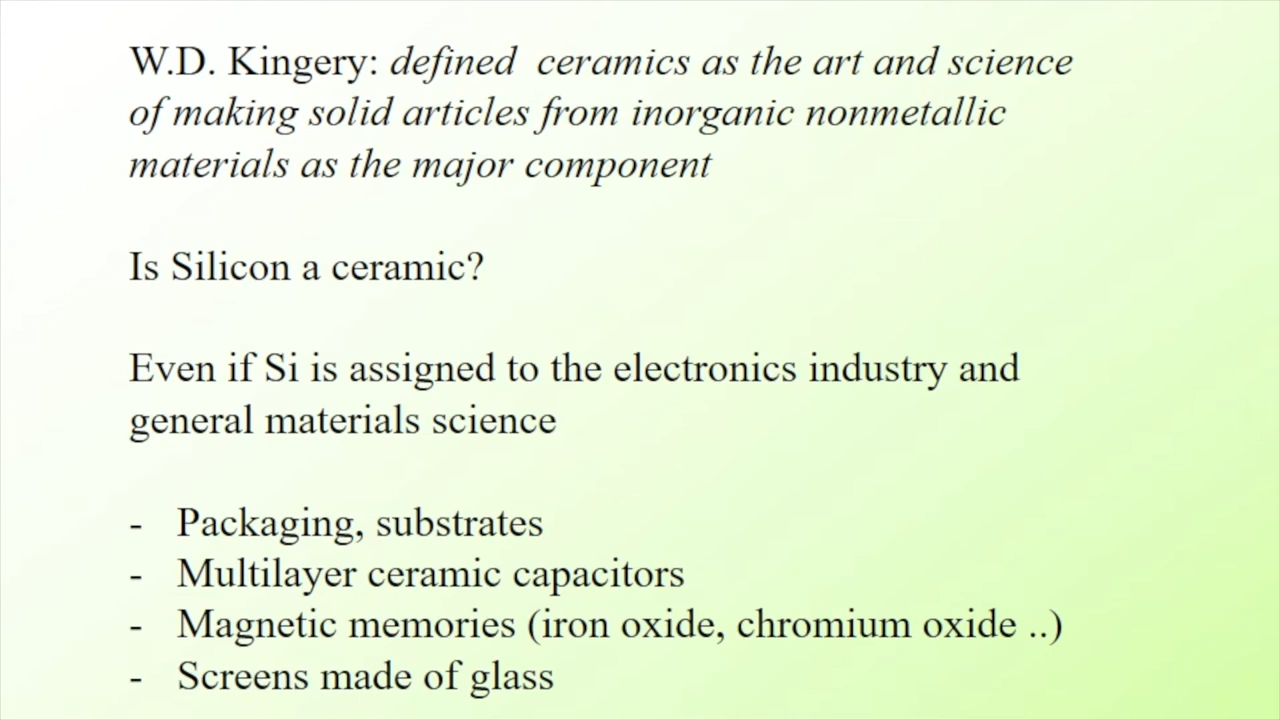 W.D. Kingery: defined  ceramics as the art and science
of making solid articles from inorganic nonmetallic
materials as the major component
Is Silicon a ceramic?
Even if Si is assigned to the electronics industry and
general materials science
- Packaging, substrates
- Multilayer ceramic capacitors
- Magnetic memories (iron oxide, chromium oxide ..)
- Screens made of glass